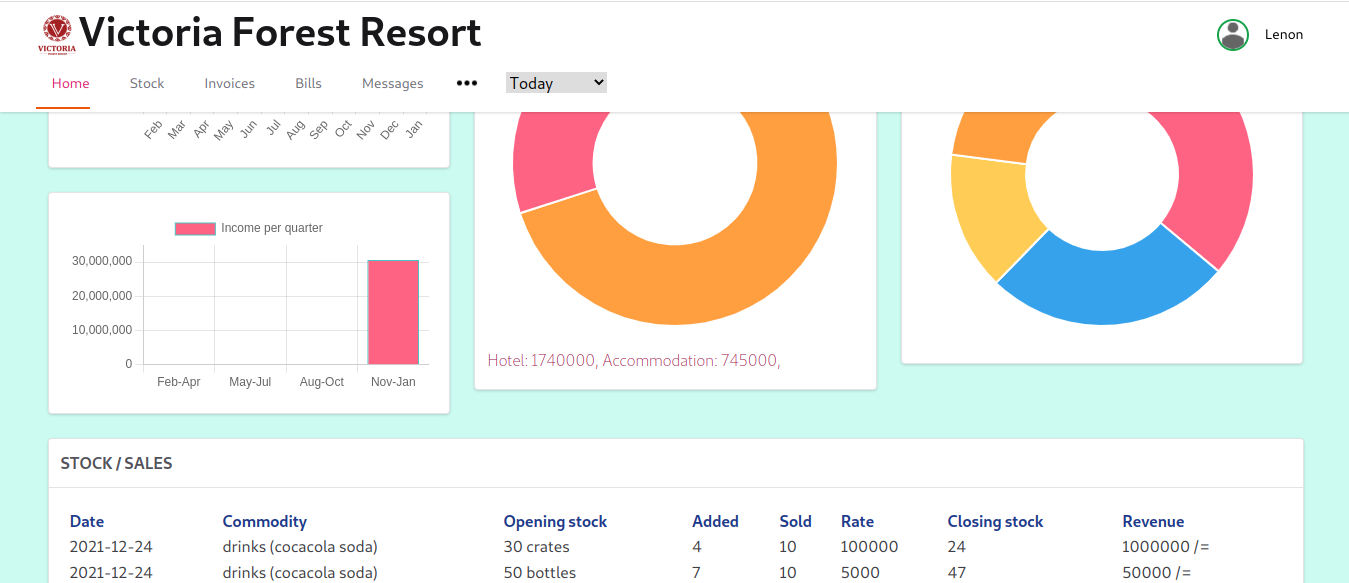 VICTORIA
Victoria Forest Resort
Lenon
Home Stock Invoices Bills Messages ••• Today
Feb Mar Apr May Jun Jul Aug Sep Oct Nov Dec Jan
Income per quarter
30,000,000
20,000,000
10,000,000
0
Feb-Apr May-Jul Aug-Oct Nov-Jan
Hotel: 1740000, Accommodation: 745000,
STOCK / SALES
Date Commodity Opening stock Added Sold Rate Closing stock Revenue
2021-12-24 drinks (cocacola soda) 30 crates 4 10 100000 24 1000000 /=
2021-12-24 drinks (cocacola soda) 50 bottles 7 10 5000 47 50000 /=